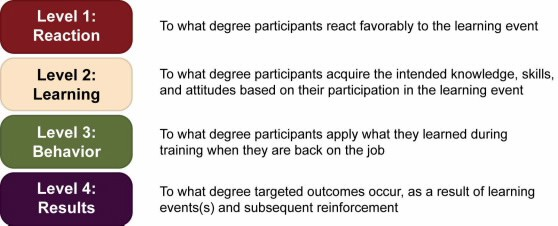 Level 1:
Reaction
To what degree participants react favorably to the learning event
Level 2:
Learning
To what degree participants acquire the intended knowledge, skills,
and attitudes based on their participation in the learning event
Level 3:
Behavior
To what degree participants apply what they learned during
training when they are back on the job
Level 4:
Results
To what degree targeted outcomes occur, as a result of learning
events(s) and subsequent reinforcement